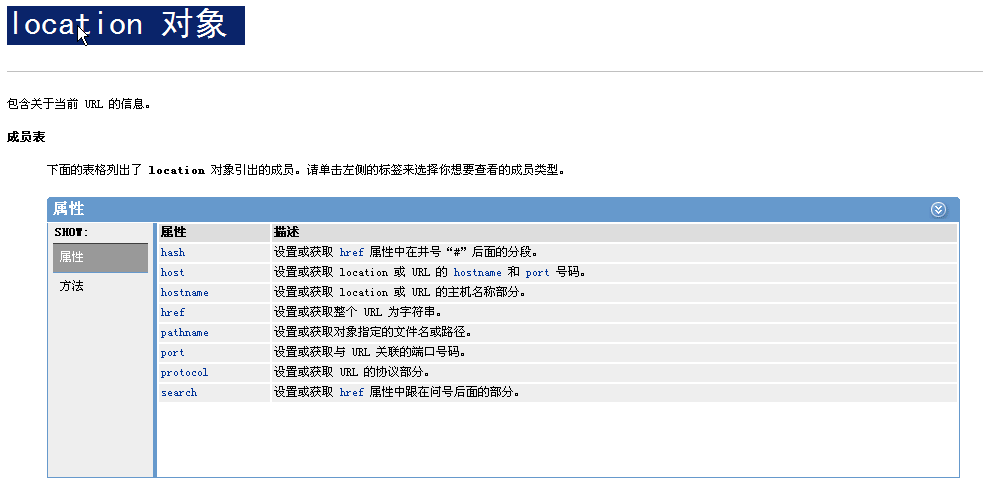 location 对象
包含关于当前 URL 的信息。
成员表
下面的表格列出了 location 对象引出的成员。请单击左侧的标签来选择你想要查看的成员类型。
属性
SHOW:
属性
方法
属性 描述
hash 设置或获取 href 属性中在井号“#”后面的分段。
host 设置或获取 location 或 URL 的 hostname 和 port 号码。
hostname 设置或获取 location 或 URL 的主机名称部分。
href 设置或获取整个 URL 为字符串。
pathname 设置或获取对象指定的文件名或路径。
port 设置或获取与 URL 关联的端口号码。
protocol 设置或获取 URL 的协议部分。
search 设置或获取 href 属性中跟在问号后面的部分。